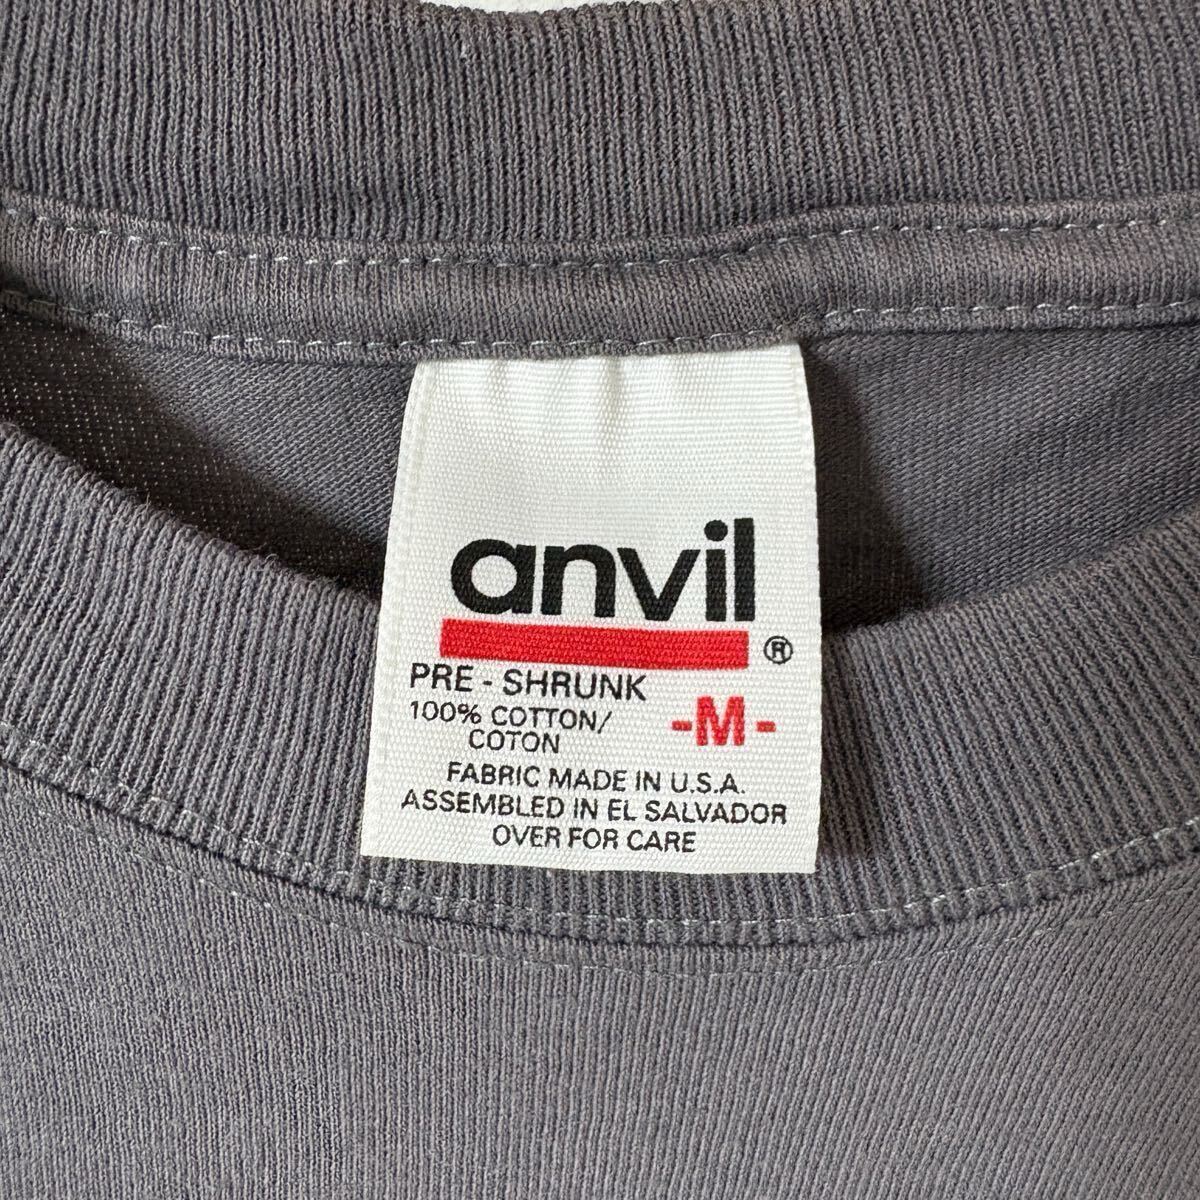 anvil ®
PRE - SHRUNK
100% COTTON/
COTON
-M-
FABRIC MADE IN U.S.A.
ASSEMBLED IN EL SALVADOR
OVER FOR CARE